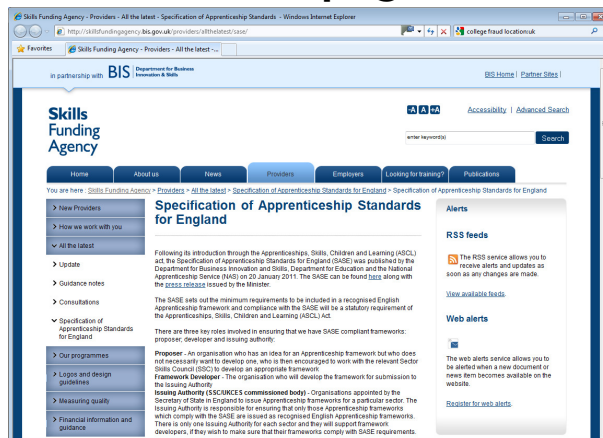 Skills Funding Agency - Providers - All the latest - Specification of Apprenticeship Standards - Windows Internet Explorer
http://skillsfundingagency.bis.gov.uk/providers/allthelatest/sase/
college fraud location:uk
Favorites
Skills Funding Agency - Providers - All the latest -...
in partnership with BIS Department for Business Innovation & Skills
BIS Home | Partner Sites |
Skills
Funding
Agency
-A A +A
Accessibility | Advanced Search
enter keyword(s)
Search
Home
About us
News
Providers
Employers
Looking for training?
Publications
You are here : Skills Funding Agency > Providers > All the latest > Specification of Apprenticeship Standards for England > Specification of Apprenticeship Standards for England
New Providers
How we work with you
All the latest
Update
Guidance notes
Consultations
Specification of
Apprenticeship Standards
for England
Our programmes
Logos and design
guidelines
Measuring quality
Financial information and
guidance
Specification of Apprenticeship Standards
for England
Following its introduction through the Apprenticeships, Skills, Children and Learning (ASCL)
act, the Specification of Apprenticeship Standards for England (SASE) was published by the
Department for Business Innovation and Skills, Department for Education and the National
Apprenticeship Service (NAS) on 20 January 2011. The SASE can be found here along with
the press release issued by the Minister.
The SASE sets out the minimum requirements to be included in a recognised English
Apprenticeship framework and compliance with the SASE will be a statutory requirement of
the Apprenticeships, Skills, Children and Learning (ASCL) Act.
There are three key roles involved in ensuring that we have SASE compliant frameworks:
proposer, developer and issuing authority:
Proposer - An organisation who has an idea for an Apprenticeship framework but who does
not necessarily want to develop one, who is then encouraged to work with the relevant Sector
Skills Council (SSC) to develop an appropriate framework
Framework Developer - The organisation who will develop the framework for submission to
the Issuing Authority
Issuing Authority (SSC/UKCES commissioned body) - Organisations appointed by the
Secretary of State in England to issue Apprenticeship frameworks for a particular sector. The
Issuing Authority is responsible for ensuring that only those Apprenticeship frameworks
which comply with the SASE are issued as recognised English Apprenticeship frameworks.
There is only one Issuing Authority for each sector and they will support framework
developers, if they wish to make sure that their frameworks comply with SASE requirements.
Alerts
RSS feeds
The RSS service allows you to
receive alerts and updates as
soon as any changes are made.
View available feeds.
Web alerts
The web alerts service allows you to
be alerted when a new document or
news item becomes available on the
website.
Register for web alerts.